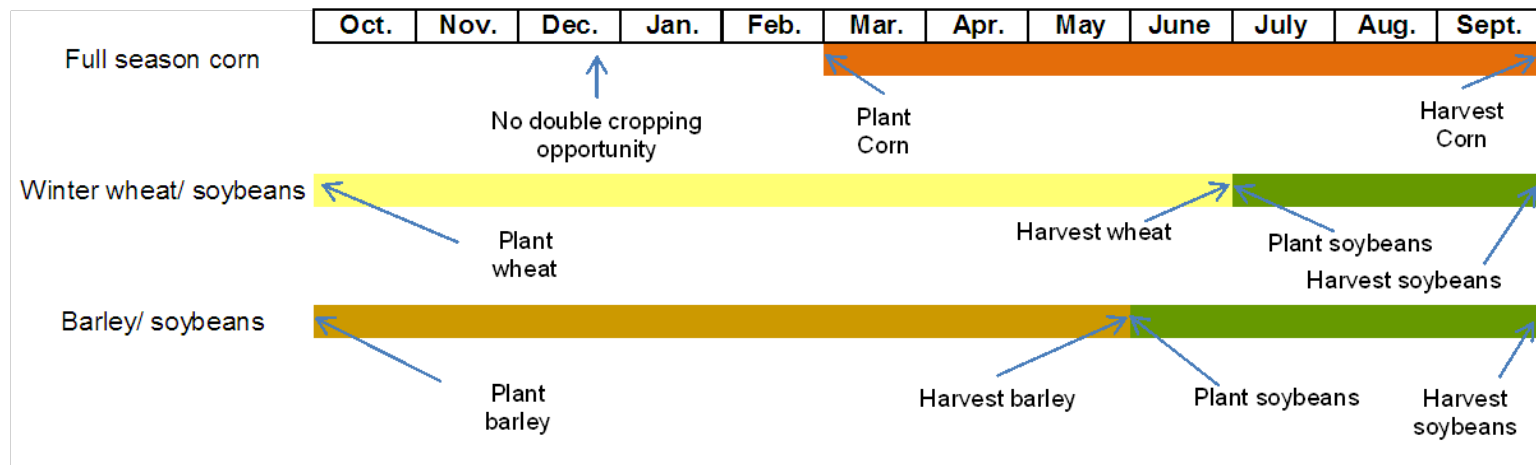 Oct. Nov. Dec. Jan. Feb. Mar. Apr. May June July Aug. Sept.
Full season corn
No double cropping
opportunity
Plant
Corn
Harvest
Corn
Winter wheat/ soybeans
Plant
wheat
Harvest wheat
Plant soybeans
Harvest soybeans
Barley/ soybeans
Plant
barley
Harvest barley
Plant soybeans
Harvest
soybeans